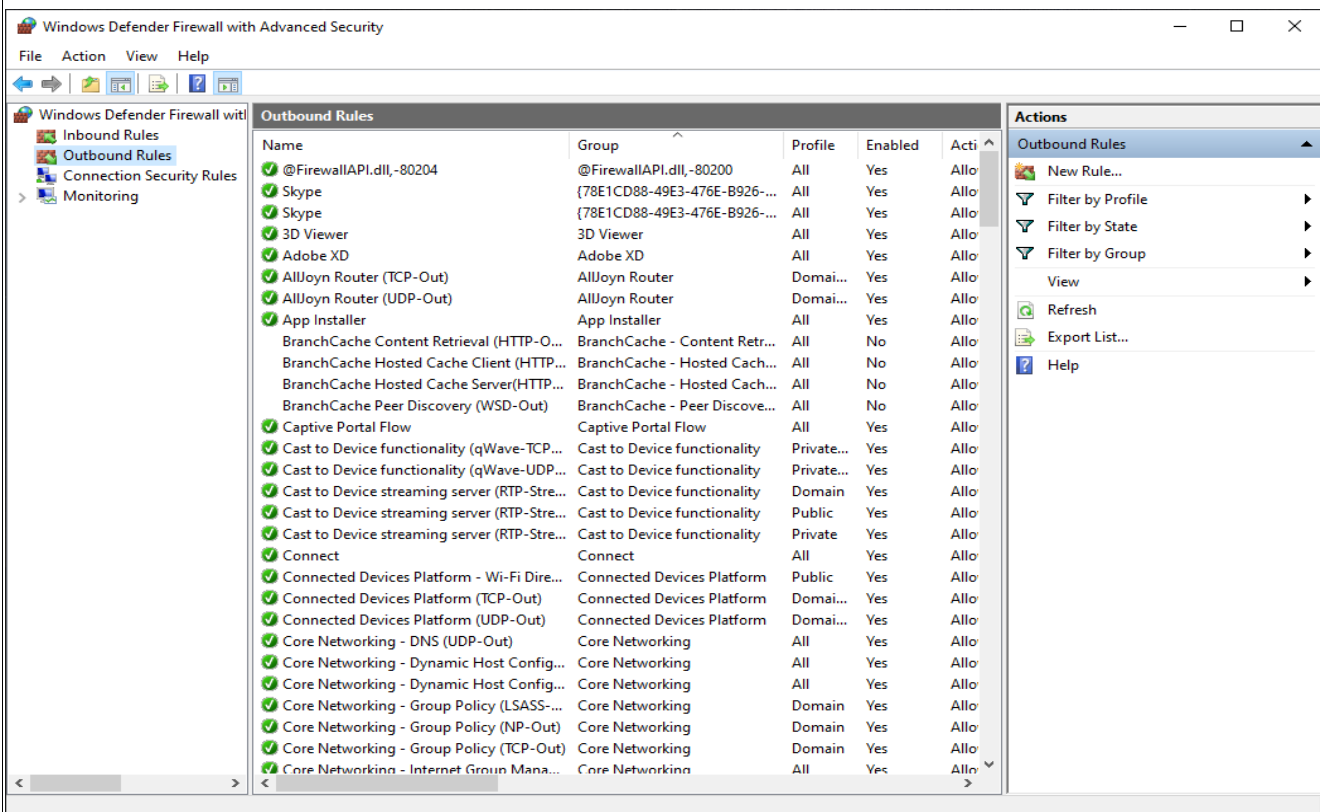 Windows Defender Firewall with Advanced Security
File Action View Help
Windows Defender Firewall witl
Inbound Rules
Outbound Rules
Connection Security Rules
Monitoring
Outbound Rules
Name Group Profile Enabled Acti
@FirewallAPI.dll,-80204 @FirewallAPI.dll,-80200 All Yes Allo
Skype {78E1CD88-49E3-476E-B926-... All Yes Allo
Skype {78E1CD88-49E3-476E-B926-... All Yes Allo
3D Viewer 3D Viewer All Yes Allo
Adobe XD Adobe XD All Yes Allo
AllJoyn Router (TCP-Out) AllJoyn Router Domai... Yes Allo
AllJoyn Router (UDP-Out) AllJoyn Router Domai... Yes Allo
App Installer App Installer All Yes Allo
BranchCache Content Retrieval (HTTP-O... BranchCache - Content Retr... All No Allo
BranchCache Hosted Cache Client (HTTP... BranchCache - Hosted Cach... All No Allo
BranchCache Hosted Cache Server(HTTP... BranchCache - Hosted Cach... All No Allo
BranchCache Peer Discovery (WSD-Out) BranchCache - Peer Discove... All No Allo
Captive Portal Flow Captive Portal Flow All Yes Allo
Cast to Device functionality (qWave-TCP... Cast to Device functionality Private... Yes Allo
Cast to Device functionality (qWave-UDP... Cast to Device functionality Private... Yes Allo
Cast to Device streaming server (RTP-Stre... Cast to Device functionality Domain Yes Allo
Cast to Device streaming server (RTP-Stre... Cast to Device functionality Public Yes Allo
Cast to Device streaming server (RTP-Stre... Cast to Device functionality Private Yes Allo
Connect Connect All Yes Allo
Connected Devices Platform - Wi-Fi Dire... Connected Devices Platform Public Yes Allo
Connected Devices Platform (TCP-Out) Connected Devices Platform Domai... Yes Allo
Connected Devices Platform (UDP-Out) Connected Devices Platform Domai... Yes Allo
Core Networking - DNS (UDP-Out) Core Networking All Yes Allo
Core Networking - Dynamic Host Config... Core Networking All Yes Allo
Core Networking - Dynamic Host Config... Core Networking All Yes Allo
Core Networking - Group Policy (LSASS-... Core Networking Domain Yes Allo
Core Networking - Group Policy (NP-Out) Core Networking Domain Yes Allo
Core Networking - Group Policy (TCP-Out) Core Networking Domain Yes Allo
Core Networking - Internet Group Mana... Core Networking All Yes Allo
Actions
Outbound Rules
New Rule...
Filter by Profile
Filter by State
Filter by Group
View
Refresh
Export List...
Help